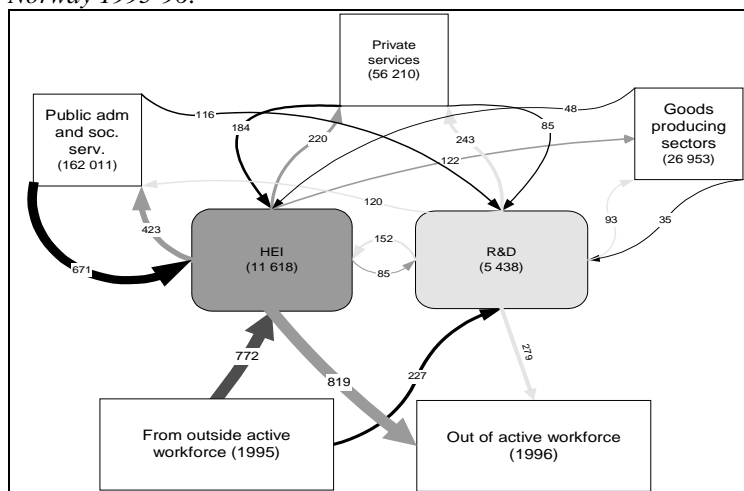 Norway 1995-96.
Private
services
(56 210)
Public adm
and soc.
serv.
(162 011)
Goods
producing
sectors
(26 953)
116
48
184
220
243
85
122
120
93
35
423
671
HEI
(11 618)
152
85
R&D
(5 438)
772
819
227
279
From outside active
workforce (1995)
Out of active workforce
(1996)